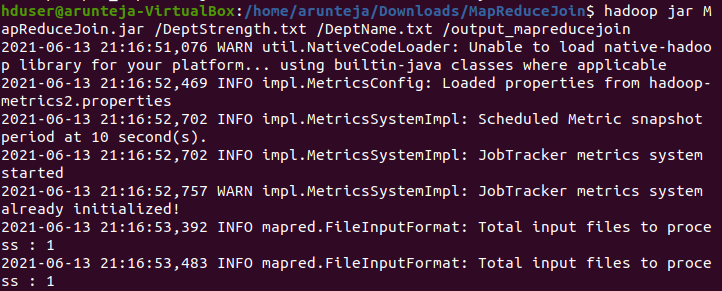 hduser@arunteja-VirtualBox:/home/arunteja/Downloads/MapReduceJoin$ hadoop jar M
apReduceJoin.jar /DeptStrength.txt /DeptName.txt /output_mapreducejoin
2021-06-13 21:16:51,076 WARN util.NativeCodeLoader: Unable to load native-hadoo
p library for your platform... using builtin-java classes where applicable
2021-06-13 21:16:52,469 INFO impl.MetricsConfig: Loaded properties from hadoop-
metrics2.properties
2021-06-13 21:16:52,702 INFO impl.MetricsSystemImpl: Scheduled Metric snapshot
period at 10 second(s).
2021-06-13 21:16:52,702 INFO impl.MetricsSystemImpl: JobTracker metrics system
started
2021-06-13 21:16:52,757 WARN impl.MetricsSystemImpl: JobTracker metrics system
already initialized!
2021-06-13 21:16:53,392 INFO mapred.FileInputFormat: Total input files to proce
ss : 1
2021-06-13 21:16:53,483 INFO mapred.FileInputFormat: Total input files to proce
ss : 1